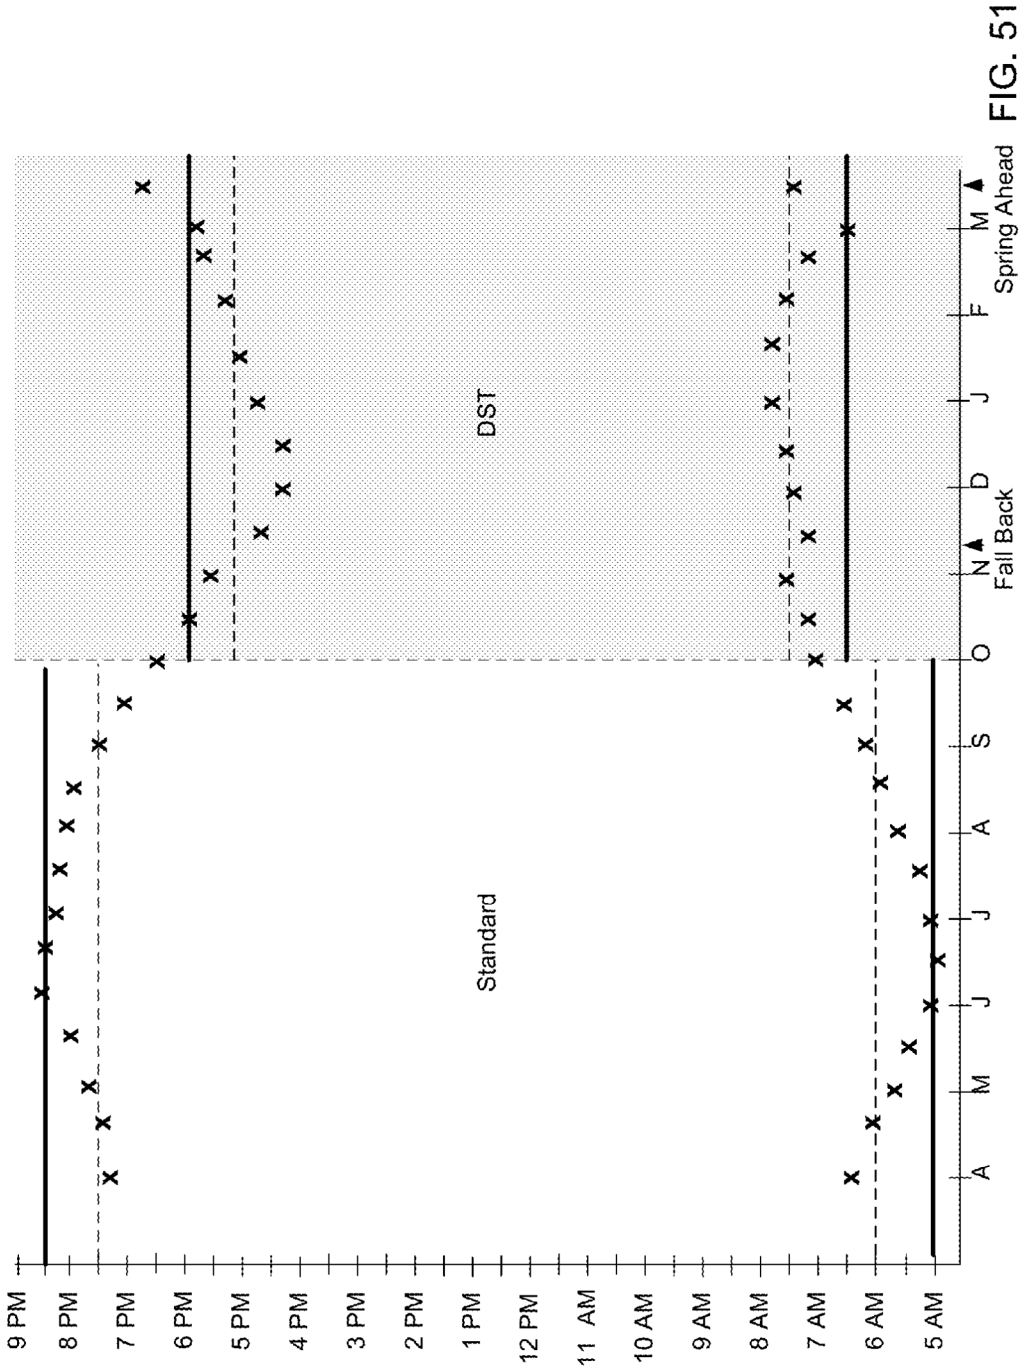 9 PM
8 PM
7 PM
6 PM
5 PM
4 PM
3 PM
2 PM
1 PM
12 PM
11 AM
10 AM
9 AM
8 AM
7 AM
6 AM
5 AM
Standard
DST
A
M
J
J
A
S
O
N
D
J
F
M
Fall Back
Spring Ahead
FIG. 51